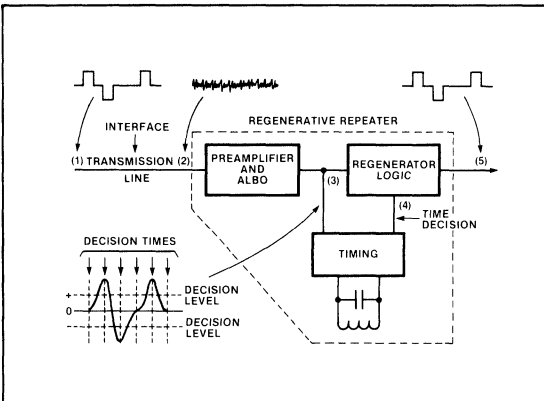 REGENERATIVE REPEATER
INTERFACE
(1) TRANSMISSION (2)
LINE
PREAMPLIFIER
AND
ALBO
(3)
REGENERATOR
LOGIC
(5)
(4)
TIME
DECISION
TIMING
DECISION TIMES
+
DECISION
LEVEL
0
DECISION
LEVEL
-